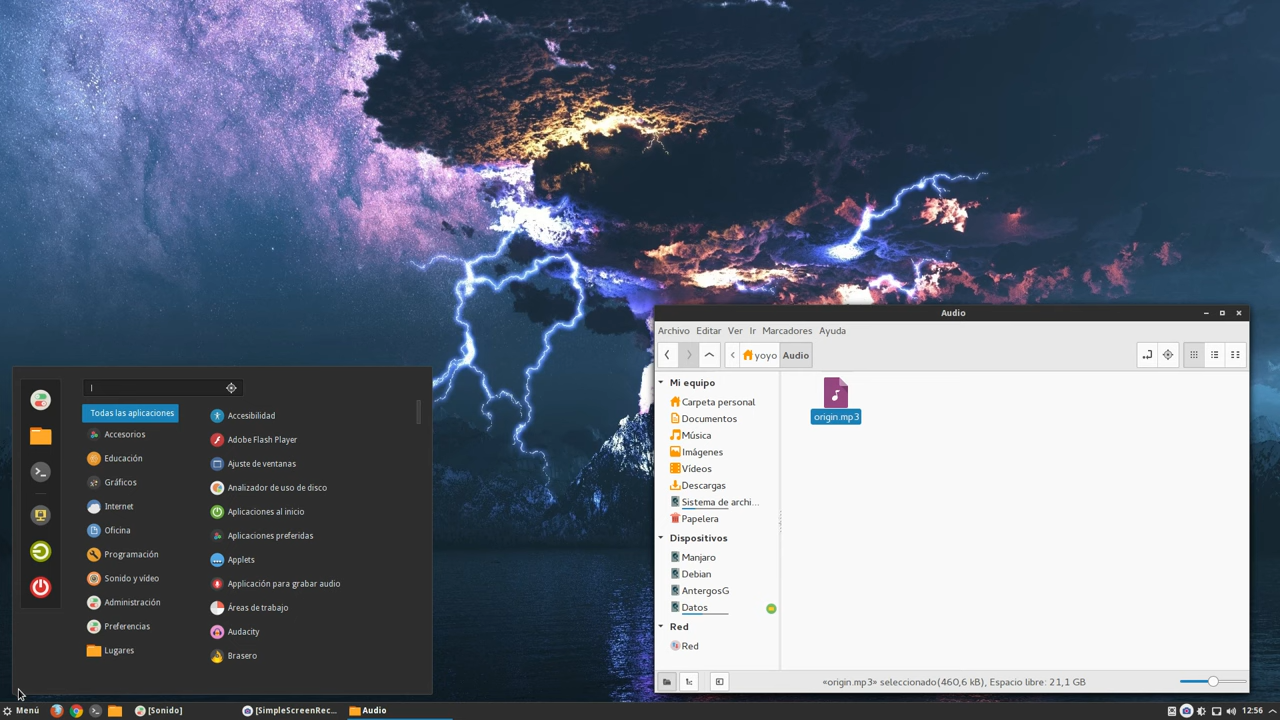 Audio
Archivo Editar Ver Ir Marcadores Ayuda
yoyo Audio
Mi equipo
Carpeta personal
Documentos
Música
Imágenes
Vídeos
Descargas
Sistema de archi...
Papelera
Dispositivos
Manjaro
Debian
AntergosG
Datos
Red
Red
origin.mp3
«origin.mp3» seleccionado(460,6 kB), Espacio libre: 21,1 GB
Todas las aplicaciones
Accesorios
Educación
Gráficos
Internet
Oficina
Programación
Sonido y vídeo
Administración
Preferencias
Lugares
Accesibilidad
Adobe Flash Player
Ajuste de ventanas
Analizador de uso de disco
Aplicaciones al inicio
Aplicaciones preferidas
Applets
Aplicación para grabar audio
Áreas de trabajo
Audacity
Brasero
Menú [Sonido] [SimpleScreenRec... Audio 12:56